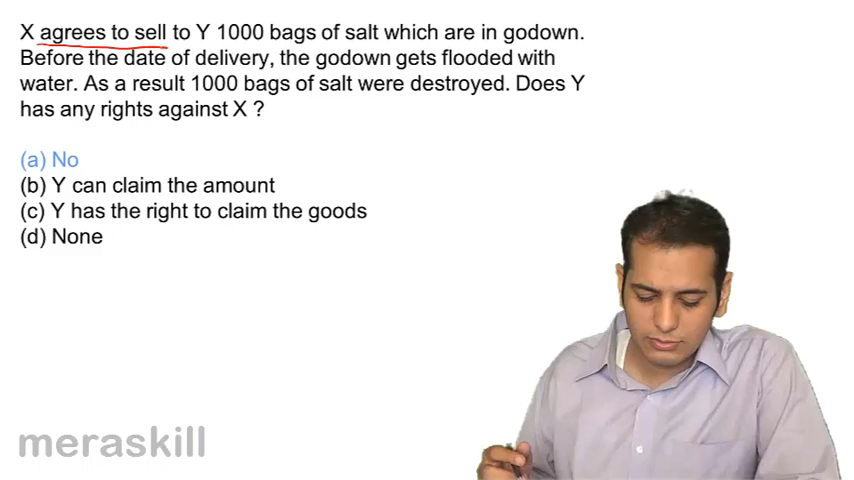 X agrees to sell to Y 1000 bags of salt which are in godown.
Before the date of delivery, the godown gets flooded with
water. As a result 1000 bags of salt were destroyed. Does Y
has any rights against X ?
(a) No
(b) Y can claim the amount
(c) Y has the right to claim the goods
(d) None
meraskill